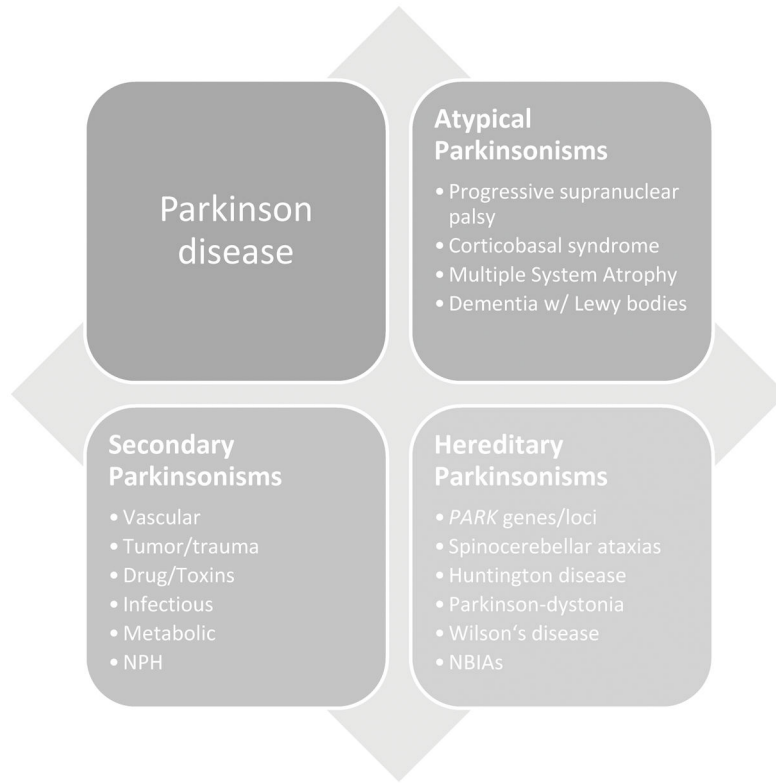 Parkinson
disease
Atypical
Parkinsonisms
• Progressive supranuclear
palsy
• Corticobasal syndrome
• Multiple System Atrophy
• Dementia w/ Lewy bodies
Secondary
Parkinsonisms
• Vascular
• Tumor/trauma
• Drug/Toxins
• Infectious
• Metabolic
• NPH
Hereditary
Parkinsonisms
• PARK genes/loci
• Spinocerebellar ataxias
• Huntington disease
• Parkinson-dystonia
• Wilson‘s disease
• NBIAs